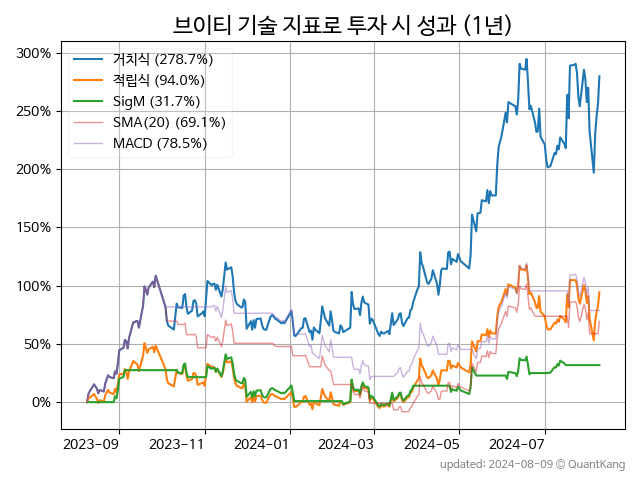 브이티 기술 지표로 투자 시 성과 (1년)
거치식 (278.7%)
적립식 (94.0%)
SigM (31.7%)
SMA(20) (69.1%)
MACD (78.5%)
300%
250%
200%
150%
100%
50%
0%
2023-09 2023-11 2024-01 2024-03 2024-05 2024-07
updated: 2024-08-09 © QuantKang